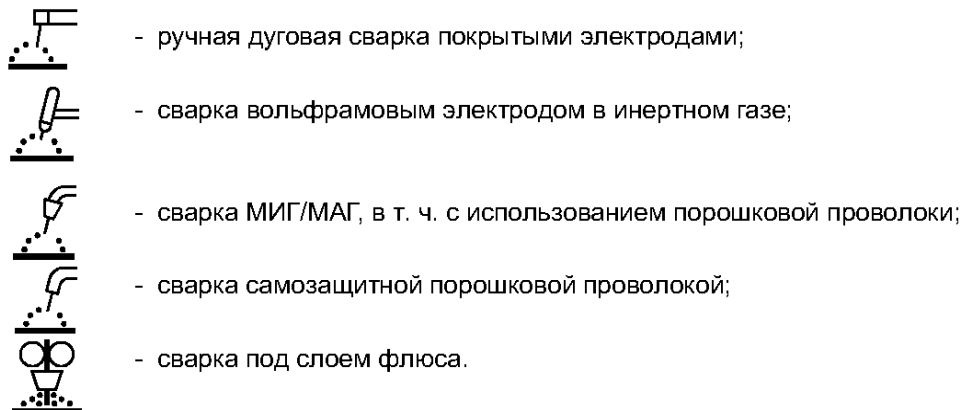 - ручная дуговая сварка покрытыми электродами;
- сварка вольфрамовым электродом в инертном газе;
- сварка МИГ/МАГ, в т. ч. с использованием порошковой проволоки;
- сварка самозащитной порошковой проволокой;
- сварка под слоем флюса.